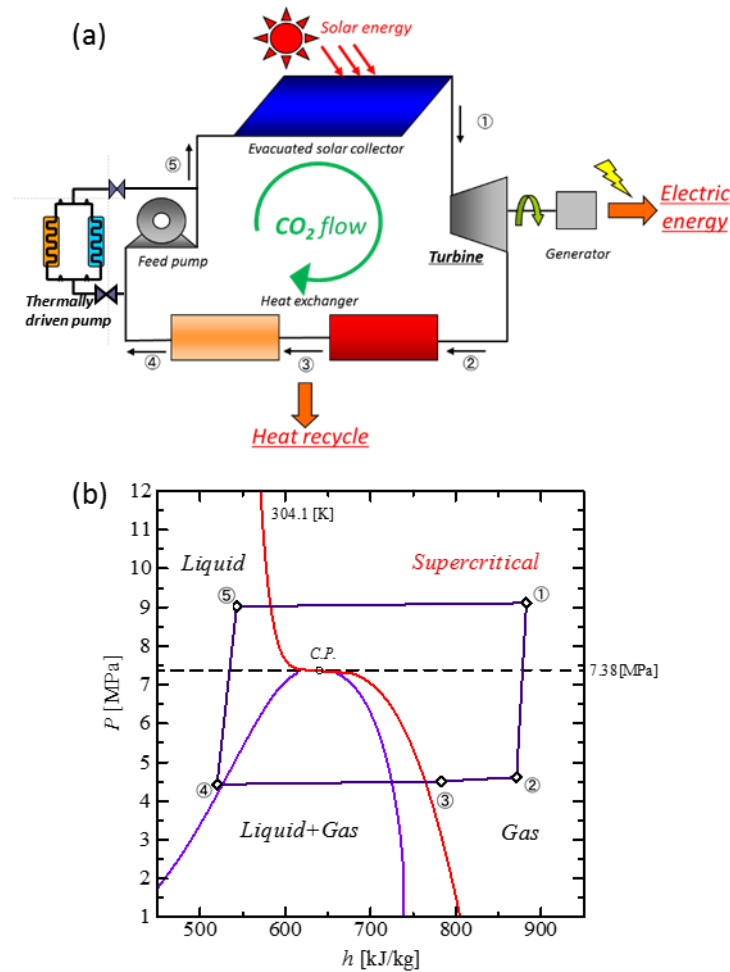 (a)
Solar energy
①
Evacuated solar collector
⑤
CO₂ flow
Electric
energy
Turbine
Generator
Feed pump
Thermally
driven pump
Heat exchanger
④
③
②
Heat recycle
(b)
12
11
10
9
8
7
6
5
4
3
2
1
P [MPa]
304.1 [K]
Liquid
Supercritical
⑤
①
C.P.
7.38[MPa]
④
③
②
Liquid+Gas
Gas
500
600
700
800
900
h [kJ/kg]